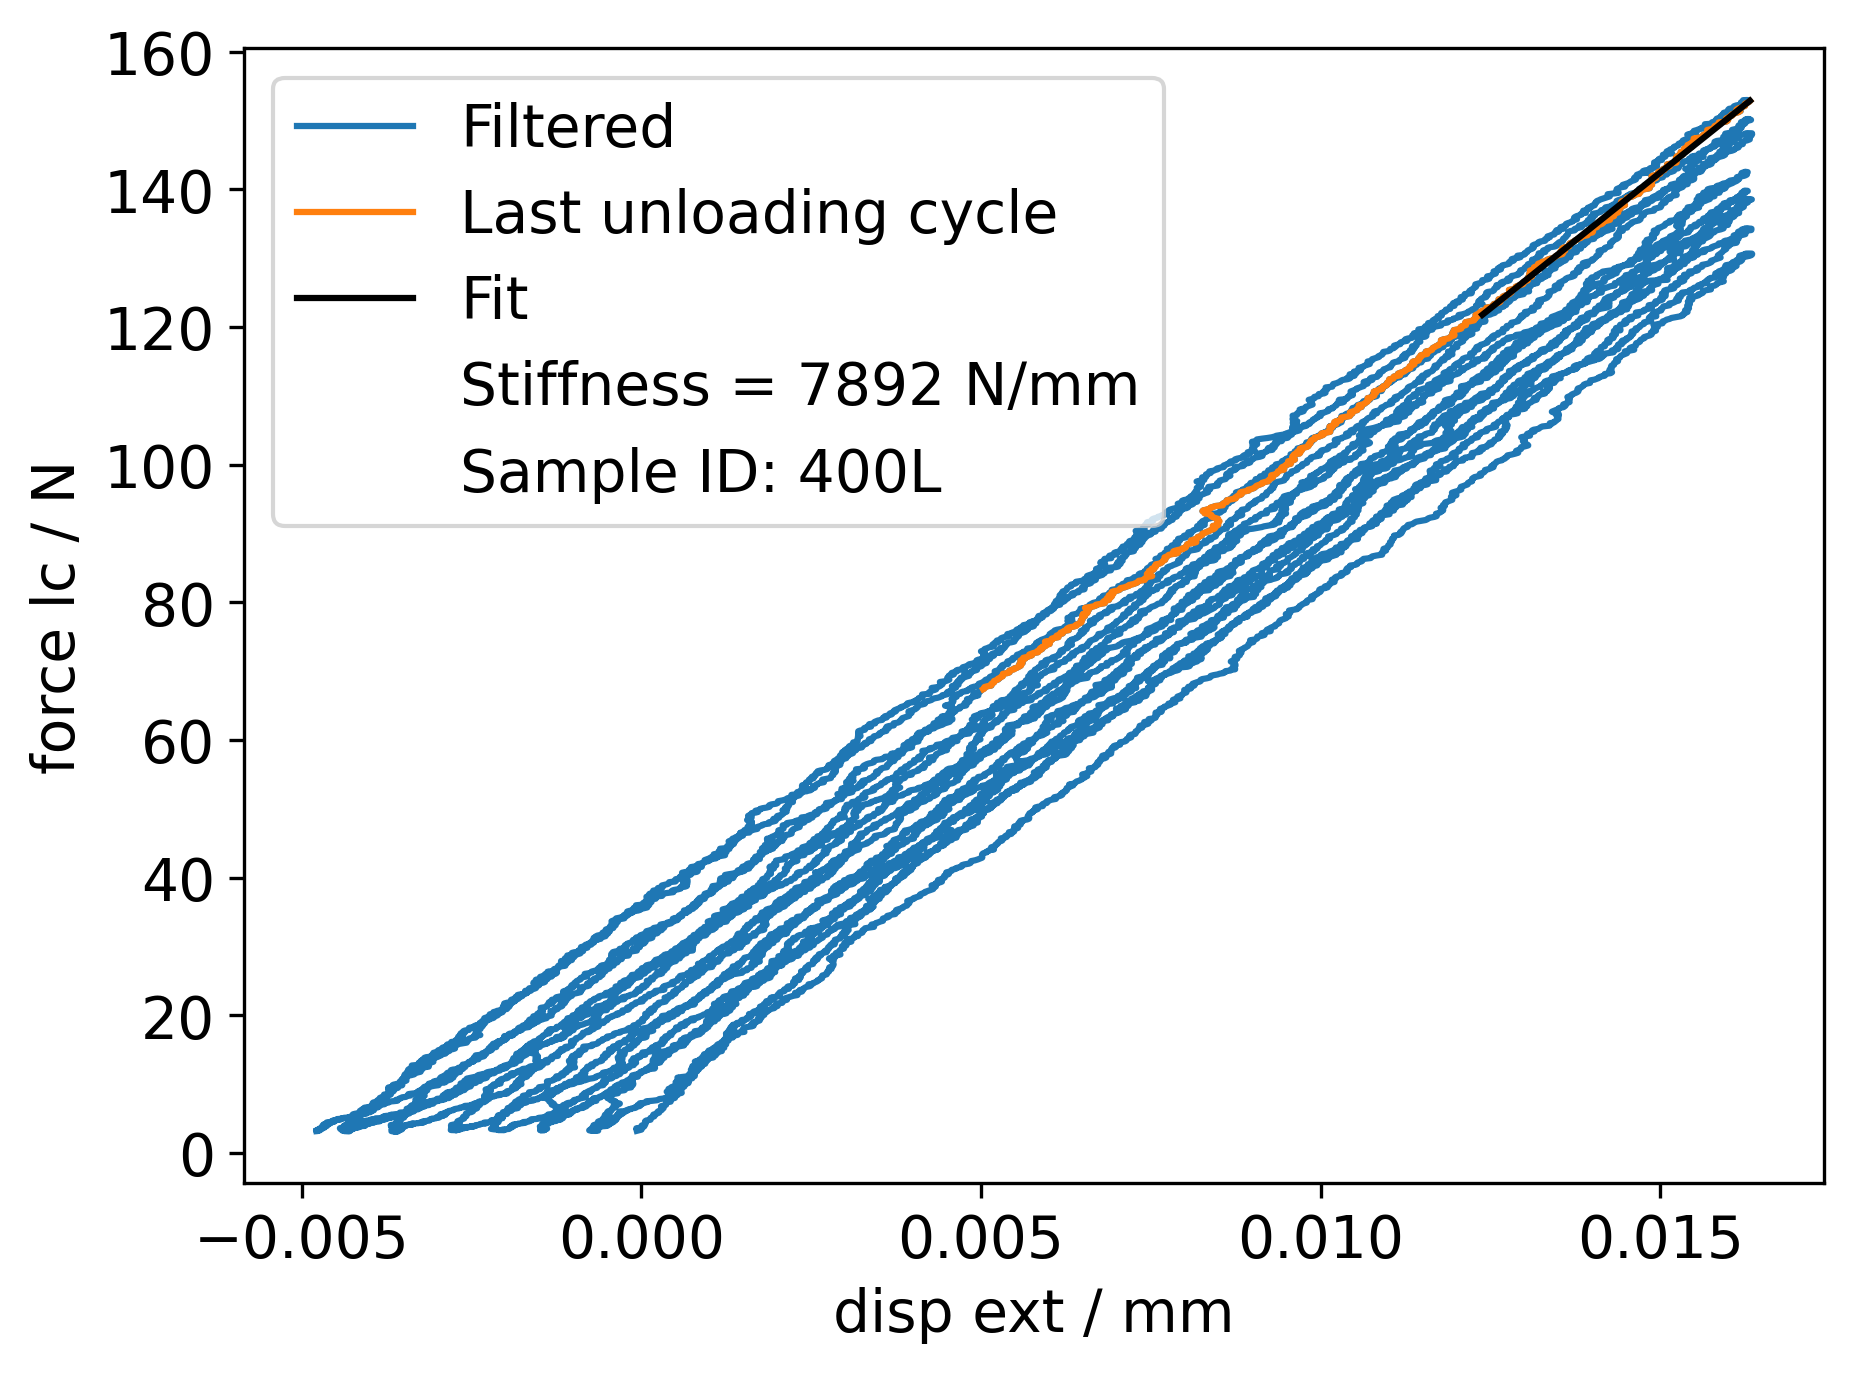 160
140
120
100
80
60
40
20
0
force lc / N
Filtered
Last unloading cycle
Fit
Stiffness = 7892 N/mm
Sample ID: 400L
−0.005 0.000 0.005 0.010 0.015
disp ext / mm